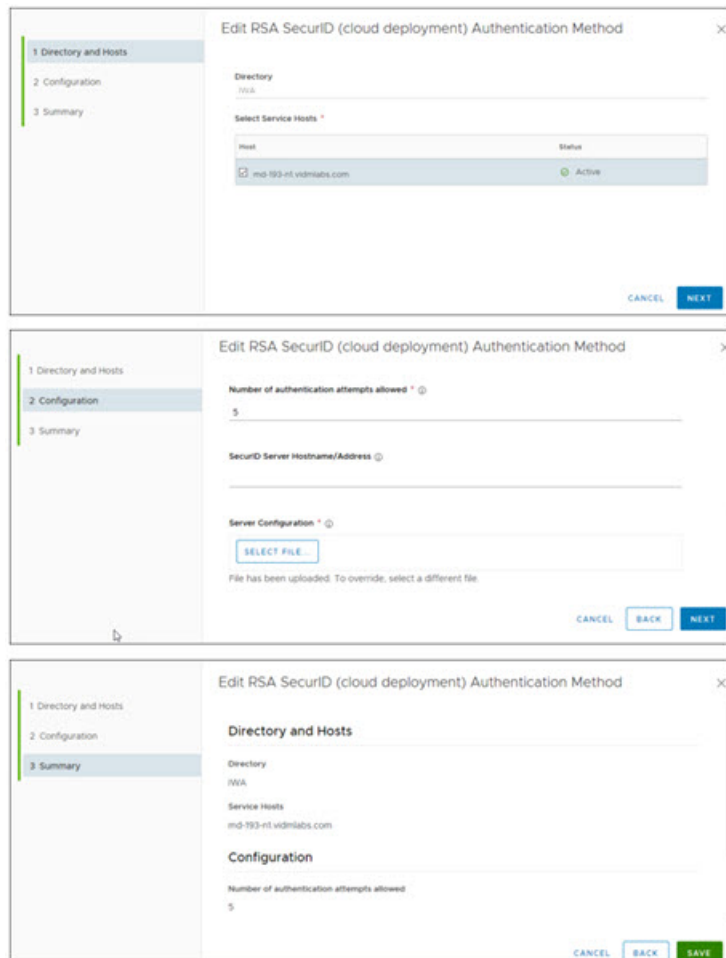 Edit RSA SecurID (cloud deployment) Authentication Method
1 Directory and Hosts
2 Configuration
3 Summary
Directory
IWA
Select Service Hosts *
Host Status
md-193-n1.vidmlabs.com Active
CANCEL NEXT
Edit RSA SecurID (cloud deployment) Authentication Method
1 Directory and Hosts
2 Configuration
3 Summary
Number of authentication attempts allowed *
5
SecurID Server Hostname/Address
Server Configuration *
SELECT FILE...
File has been uploaded. To override, select a different file.
CANCEL BACK NEXT
Edit RSA SecurID (cloud deployment) Authentication Method
1 Directory and Hosts
2 Configuration
3 Summary
Directory and Hosts
Directory
IWA
Service Hosts
md-193-n1.vidmlabs.com
Configuration
Number of authentication attempts allowed
5
CANCEL BACK SAVE